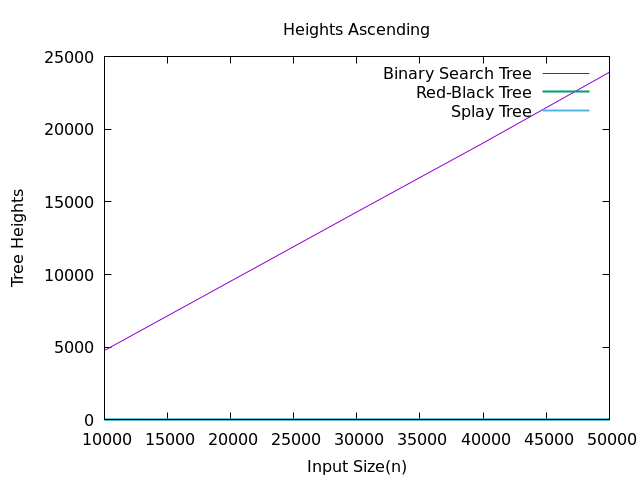 Heights Ascending
25000
20000
15000
10000
5000
0
Tree Heights
Binary Search Tree
Red-Black Tree
Splay Tree
10000 15000 20000 25000 30000 35000 40000 45000 50000
Input Size(n)